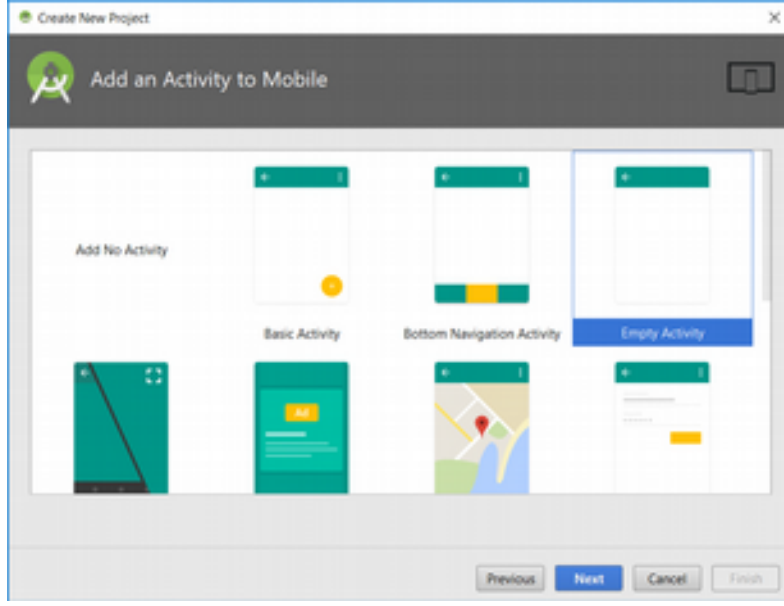 Create New Project
Add an Activity to Mobile
Add No Activity
Basic Activity
Bottom Navigation Activity
Empty Activity
Ad
Previous
Next
Cancel
Finish